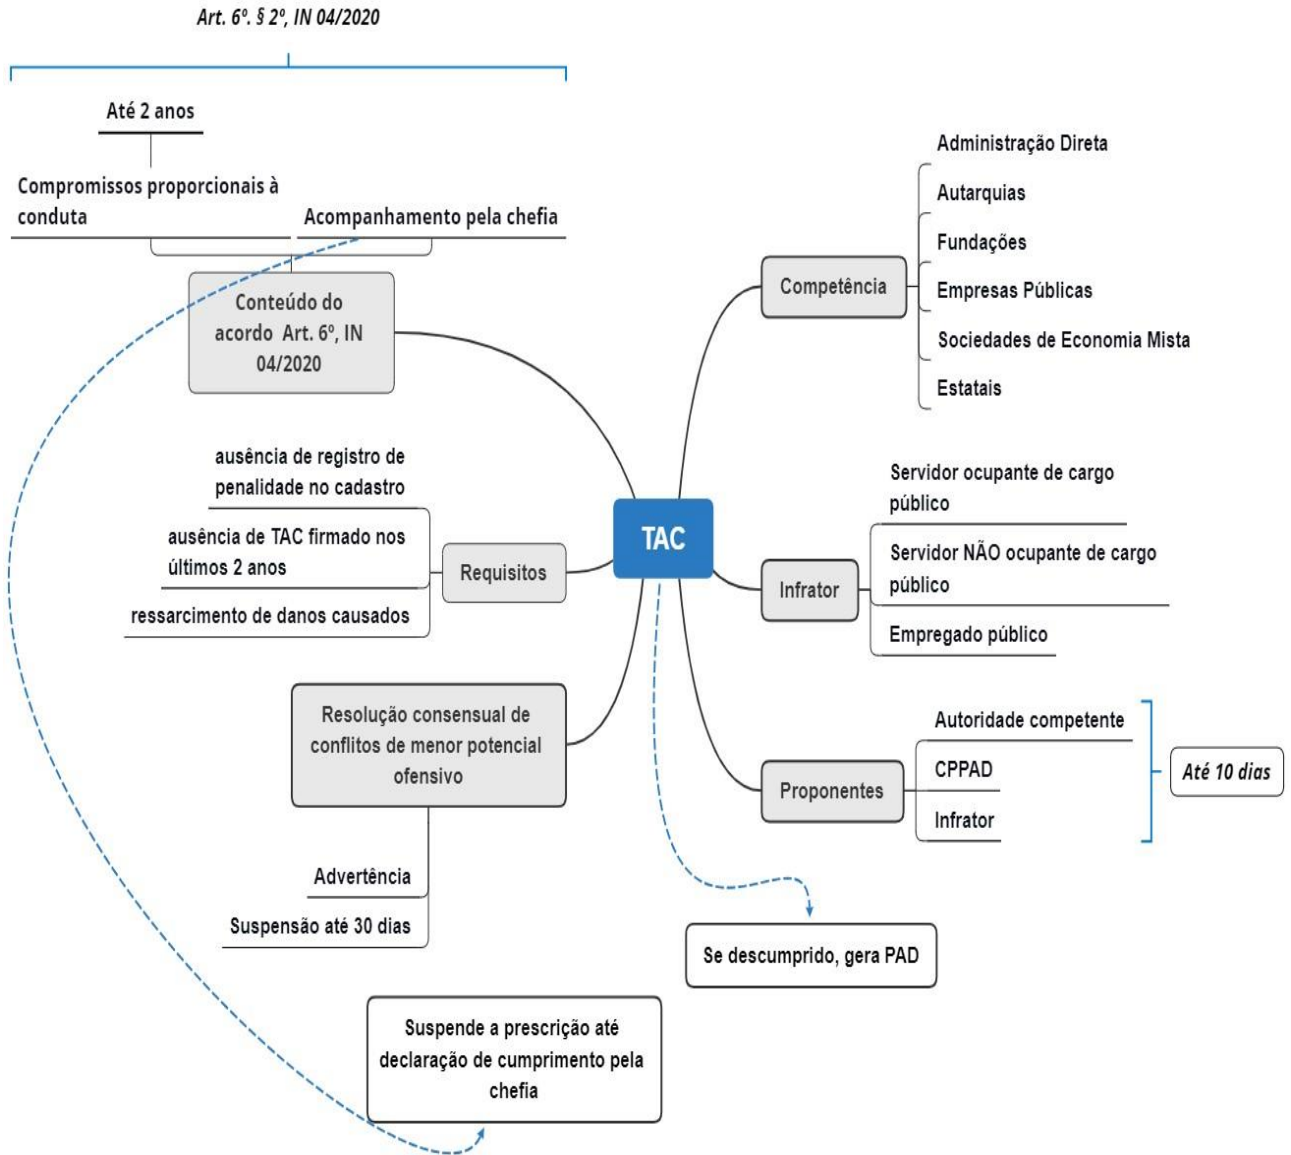 Art. 6º. § 2º, IN 04/2020
Até 2 anos
Compromissos proporcionais à
conduta
Acompanhamento pela chefia
Conteúdo do
acordo Art. 6º, IN
04/2020
ausência de registro de
penalidade no cadastro
ausência de TAC firmado nos
últimos 2 anos
ressarcimento de danos causados
Requisitos
Resolução consensual de
conflitos de menor potencial
ofensivo
Advertência
Suspensão até 30 dias
Suspende a prescrição até
declaração de cumprimento pela
chefia
TAC
Competência
Administração Direta
Autarquias
Fundações
Empresas Públicas
Sociedades de Economia Mista
Estatais
Infrator
Servidor ocupante de cargo
público
Servidor NÃO ocupante de cargo
público
Empregado público
Proponentes
Autoridade competente
CPPAD
Infrator
Até 10 dias
Se descumprido, gera PAD